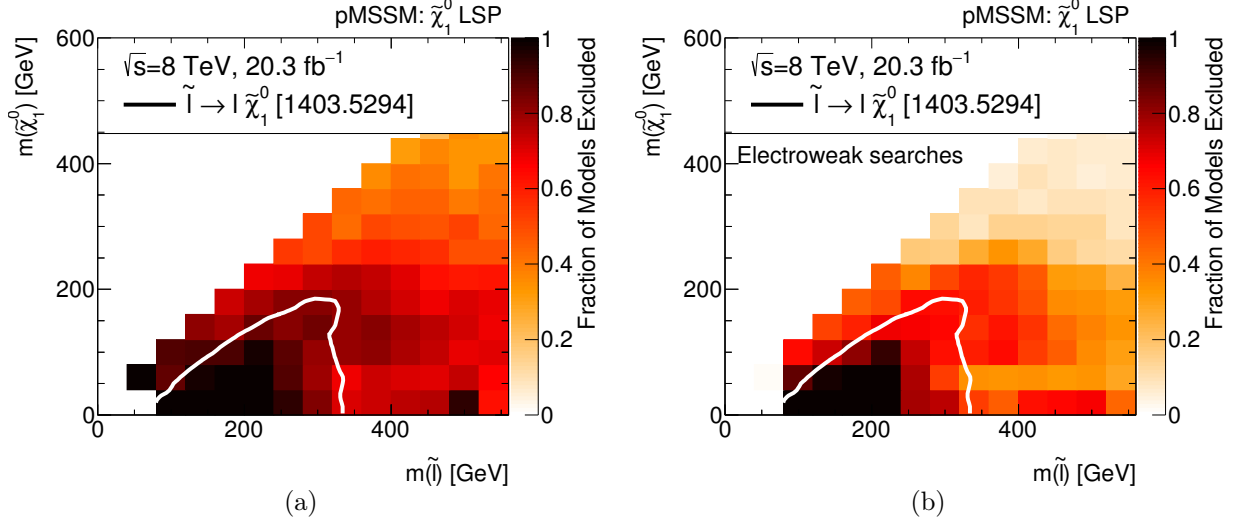 pMSSM: χ̃₁⁰ LSP
m(χ̃₁⁰) [GeV]
600
400
200
0
√s=8 TeV, 20.3 fb⁻¹
l̃ → l χ̃₁⁰ [1403.5294]
0 200 400
m(l̃) [GeV]
1
0.8
0.6
0.4
0.2
0
Fraction of Models Excluded
(a)
pMSSM: χ̃₁⁰ LSP
m(χ̃₁⁰) [GeV]
600
400
200
0
√s=8 TeV, 20.3 fb⁻¹
l̃ → l χ̃₁⁰ [1403.5294]
Electroweak searches
0 200 400
m(l̃) [GeV]
1
0.8
0.6
0.4
0.2
0
Fraction of Models Excluded
(b)